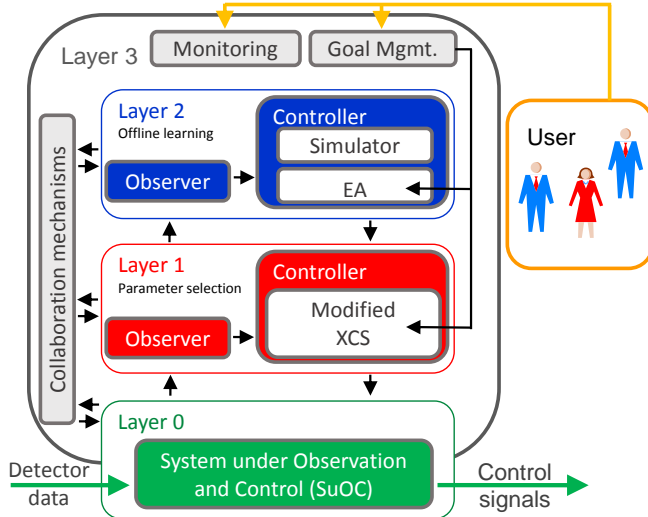 Layer 3
Monitoring
Goal Mgmt.
Layer 2
Offline learning
Observer
Controller
Simulator
EA
User
Collaboration mechanisms
Layer 1
Parameter selection
Observer
Controller
Modified
XCS
Layer 0
System under Observation
and Control (SuOC)
Detector
data
Control
signals